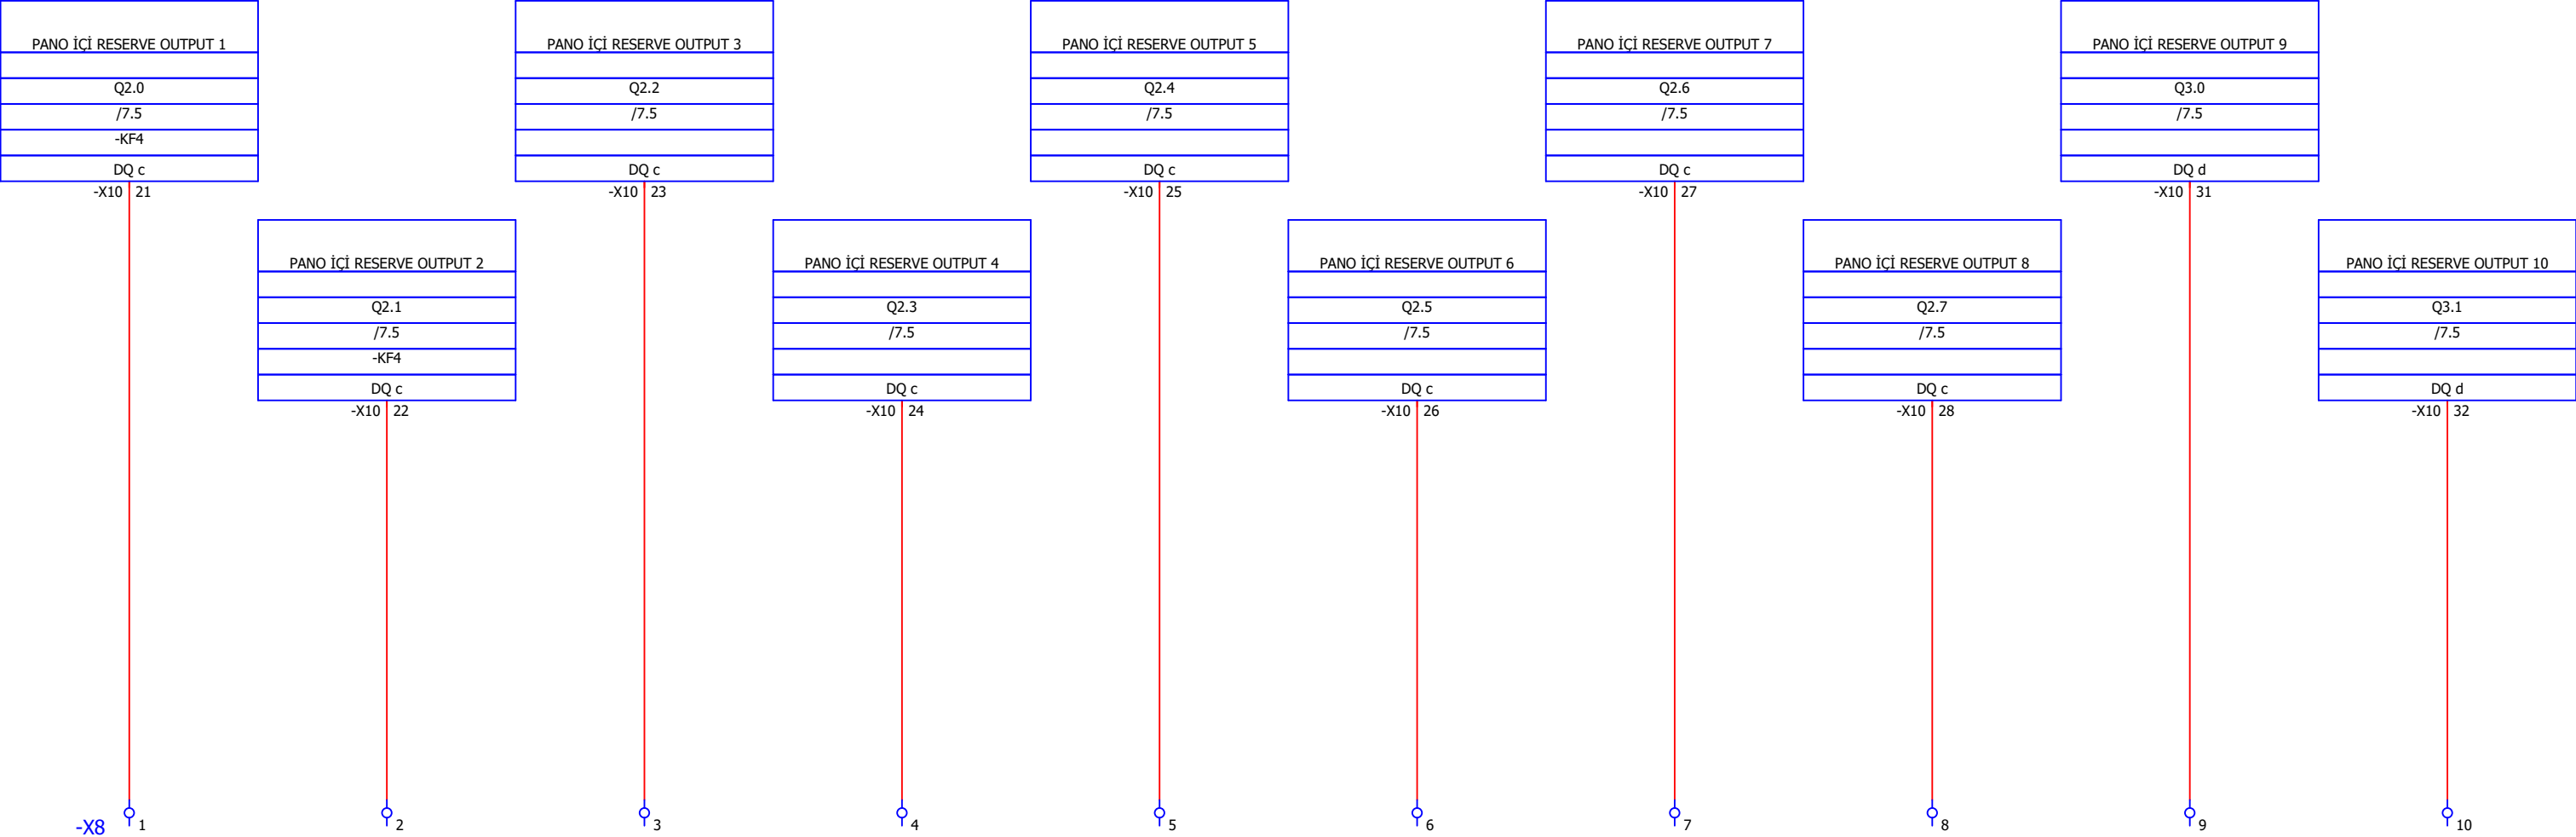 PANO İÇİ RESERVE OUTPUT 1
Q2.0
/7.5
-KF4
DQ c
-X10 21
PANO İÇİ RESERVE OUTPUT 2
Q2.1
/7.5
-KF4
DQ c
-X10 22
PANO İÇİ RESERVE OUTPUT 3
Q2.2
/7.5
DQ c
-X10 23
PANO İÇİ RESERVE OUTPUT 4
Q2.3
/7.5
DQ c
-X10 24
PANO İÇİ RESERVE OUTPUT 5
Q2.4
/7.5
DQ c
-X10 25
PANO İÇİ RESERVE OUTPUT 6
Q2.5
/7.5
DQ c
-X10 26
PANO İÇİ RESERVE OUTPUT 7
Q2.6
/7.5
DQ c
-X10 27
PANO İÇİ RESERVE OUTPUT 8
Q2.7
/7.5
DQ c
-X10 28
PANO İÇİ RESERVE OUTPUT 9
Q3.0
/7.5
DQ d
-X10 31
PANO İÇİ RESERVE OUTPUT 10
Q3.1
/7.5
DQ d
-X10 32
-X8 1 2 3 4 5 6 7 8 9 10